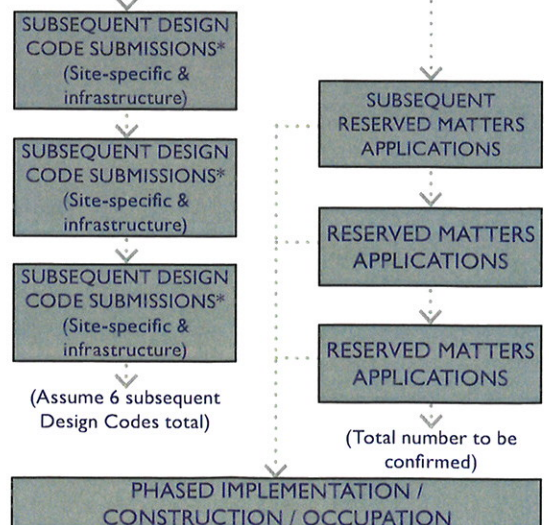 SUBSEQUENT DESIGN
CODE SUBMISSIONS*
(Site-specific &
infrastructure)
SUBSEQUENT DESIGN
CODE SUBMISSIONS*
(Site-specific &
infrastructure)
SUBSEQUENT DESIGN
CODE SUBMISSIONS*
(Site-specific &
infrastructure)
(Assume 6 subsequent
Design Codes total)
SUBSEQUENT
RESERVED MATTERS
APPLICATIONS
RESERVED MATTERS
APPLICATIONS
RESERVED MATTERS
APPLICATIONS
(Total number to be
confirmed)
PHASED IMPLEMENTATION /
CONSTRUCTION / OCCUPATION